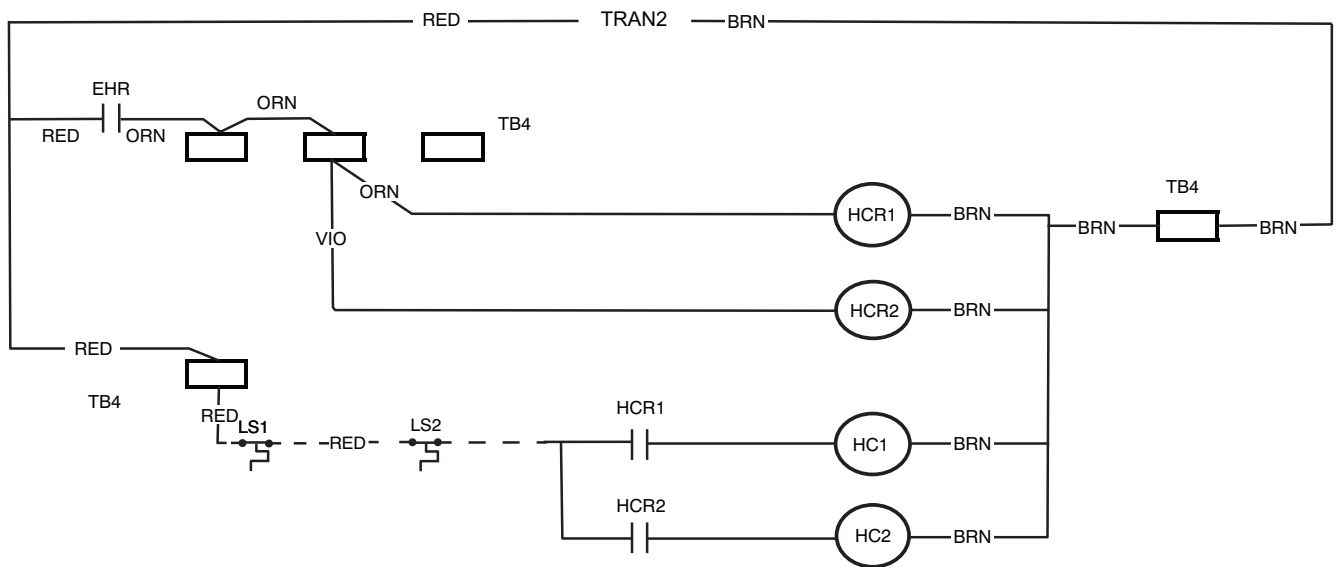 RED TRAN2 BRN
EHR
ORN
TB4
RED ORN
ORN
TB4
HCR1 BRN
BRN BRN
VIO
HCR2 BRN
RED
TB4
RED
LS1
LS2
HCR1
RED
HC1 BRN
HCR2
HC2 BRN